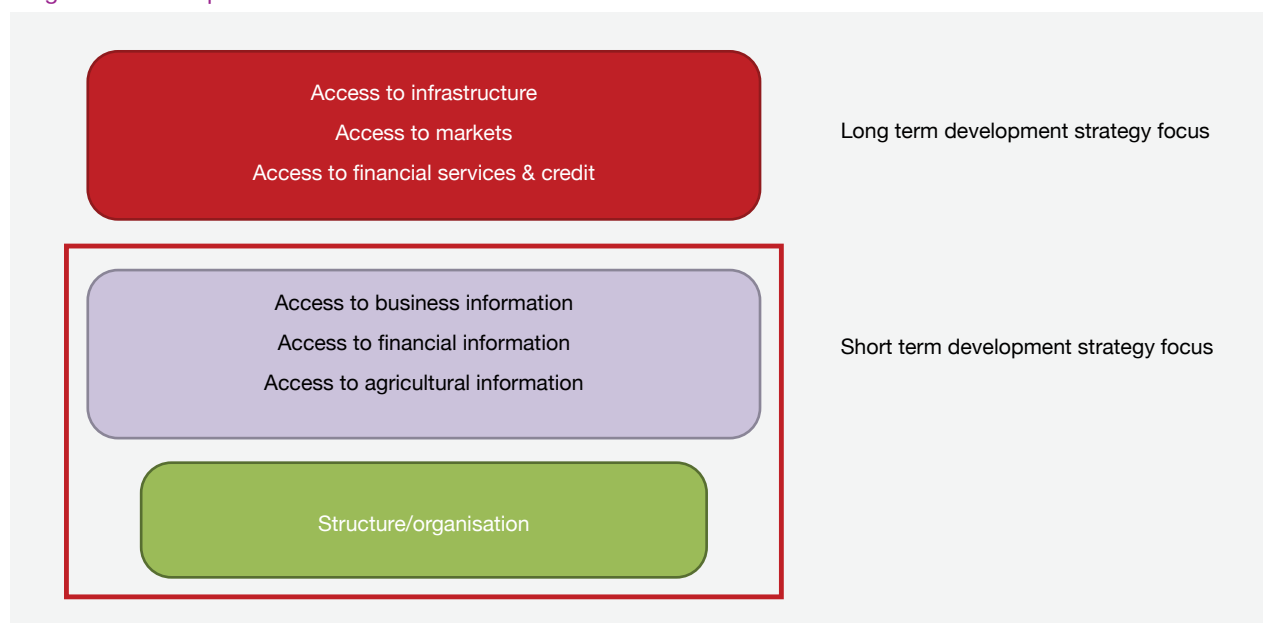 Access to infrastructure
Access to markets
Access to financial services & credit
Long term development strategy focus
Access to business information
Access to financial information
Access to agricultural information
Short term development strategy focus
Structure/organisation